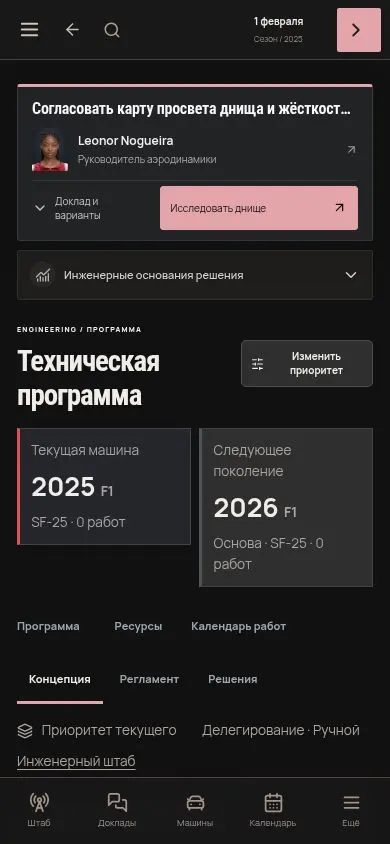 1 февраля
Сезон / 2025
Согласовать карту просвета днища и жёсткост...
Leonor Nogueira
Руководитель аэродинамики
Доклад и
варианты
Исследовать днище
Инженерные основания решения
ENGINEERING / ПРОГРАММА
Техническая
программа
Изменить
приоритет
Текущая машина
2025 F1
SF-25 · 0 работ
Следующее
поколение
2026 F1
Основа · SF-25 · 0
работ
Программа
Ресурсы
Календарь работ
Концепция
Регламент
Решения
Приоритет текущего
Делегирование · Ручной
Инженерный штаб
Штаб
Доклады
Машины
Календарь
Ещё